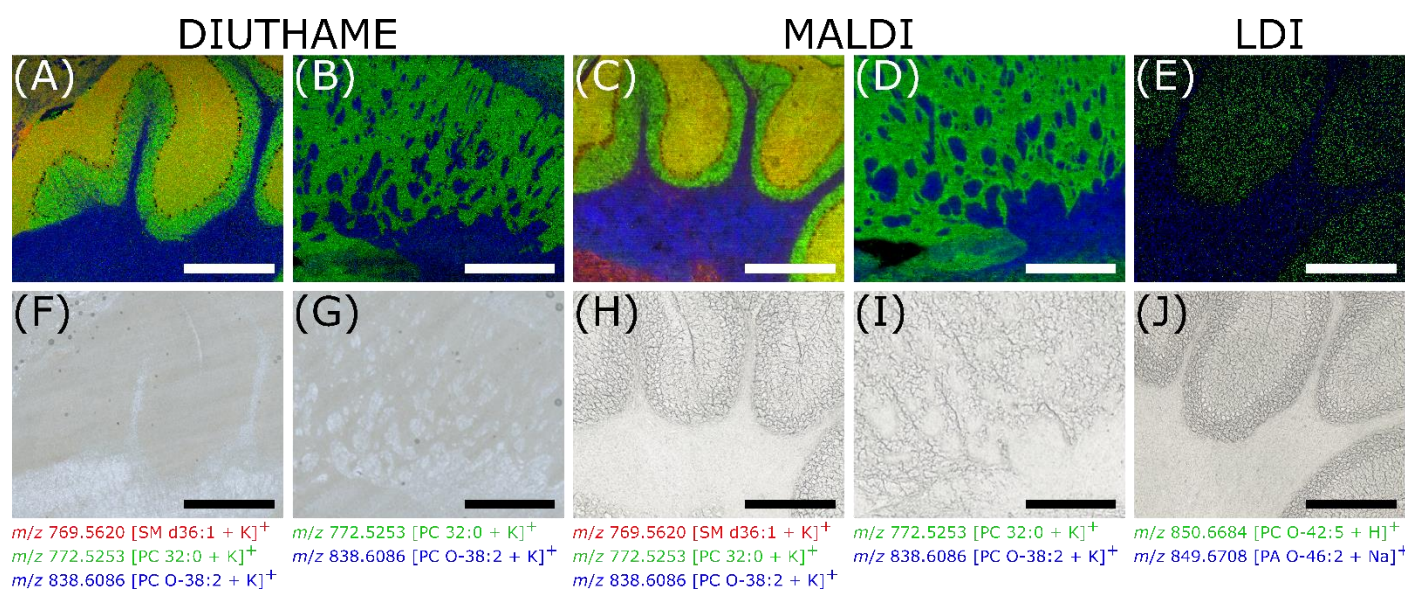 DIUTHAME MALDI LDI
(A) (B) (C) (D) (E)
(F) (G) (H) (I) (J)
m/z 769.5620 [SM d36:1 + K]+ m/z 772.5253 [PC 32:0 + K]+ m/z 769.5620 [SM d36:1 + K]+ m/z 772.5253 [PC 32:0 + K]+ m/z 850.6684 [PC O-42:5 + H]+
m/z 772.5253 [PC 32:0 + K]+ m/z 838.6086 [PC O-38:2 + K]+ m/z 772.5253 [PC 32:0 + K]+ m/z 838.6086 [PC O-38:2 + K]+ m/z 849.6708 [PA O-46:2 + Na]+
m/z 838.6086 [PC O-38:2 + K]+ m/z 838.6086 [PC O-38:2 + K]+